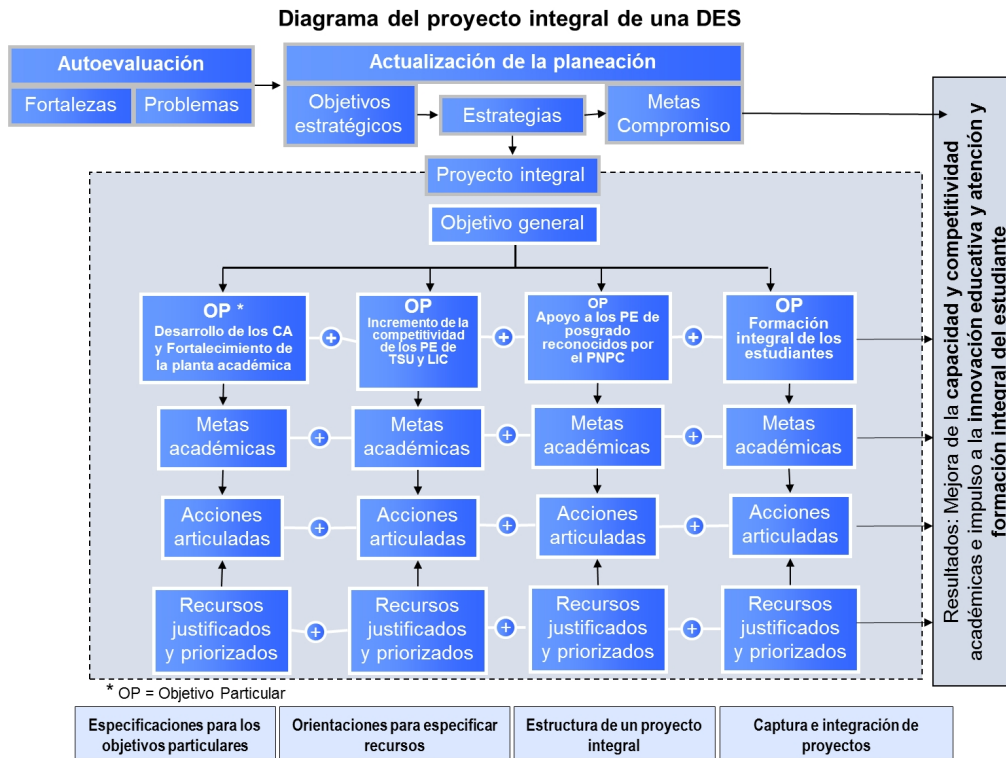 Diagrama del proyecto integral de una DES
Autoevaluación
Fortalezas
Problemas
Actualización de la planeación
Objetivos
estratégicos
Estrategias
Metas
Compromiso
Proyecto integral
Objetivo general
OP *
Desarrollo de los CA
y Fortalecimiento de
la planta académica
OP
Incremento de la
competitividad
de los PE de
TSU y LIC
OP
Apoyo a los PE de
posgrado
reconocidos por
el PNPC
OP
Formación
integral de los
estudiantes
+
+
+
Metas
académicas
+
Metas
académicas
+
Metas
académicas
+
Metas
académicas
Acciones
articuladas
+
Acciones
articuladas
+
Acciones
articuladas
+
Acciones
articuladas
Recursos
justificados
y priorizados
+
Recursos
justificados
y priorizados
+
Recursos
justificados
y priorizados
+
Recursos
justificados
y priorizados
Resultados: Mejora de la capacidad y competitividad
académicas e impulso a la innovación educativa y atención y
formación integral del estudiante
* OP = Objetivo Particular
Especificaciones para los
objetivos particulares
Orientaciones para especificar
recursos
Estructura de un proyecto
integral
Captura e integración de
proyectos